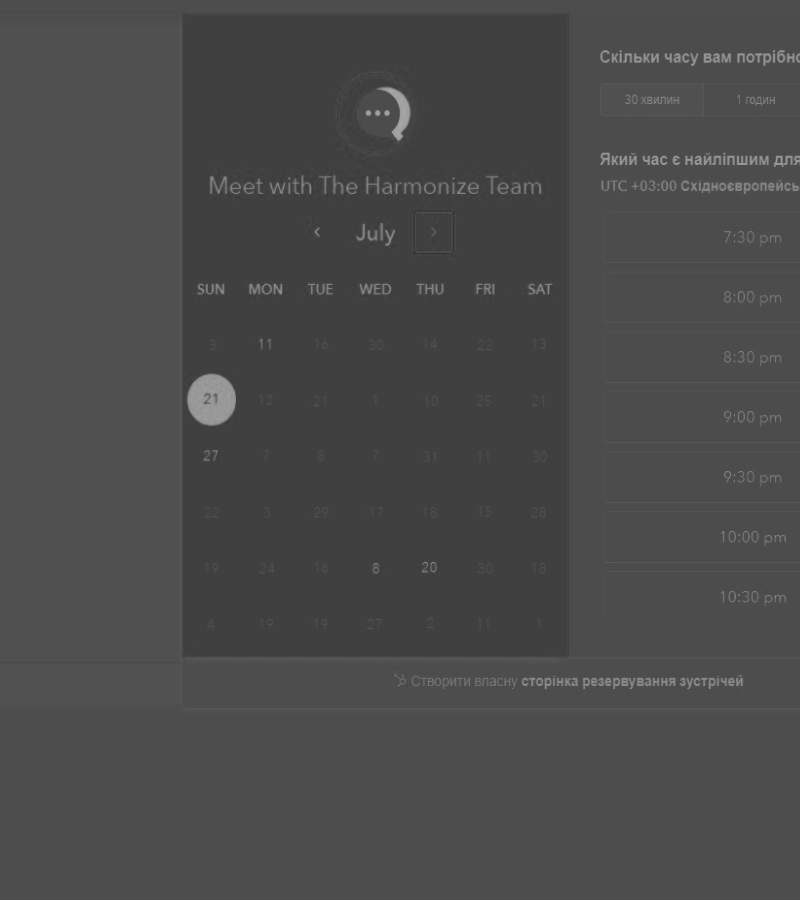 Meet with The Harmonize Team
July
SUN MON TUE WED THU FRI SAT
3 11 16 30 14 22 13
21 12 21 1 10 25 21
27 7 8 7 31 11 30
22 3 29 17 18 15 28
19 24 16 8 20 30 18
4 19 19 27 2 11 1
Скільки часу вам потрібно
30 хвилин 1 годин
Який час є найліпшим для
UTC +03:00 Східноєвропейсь
7:30 pm
8:00 pm
8:30 pm
9:00 pm
9:30 pm
10:00 pm
10:30 pm
Створити власну сторінка резервування зустрічей